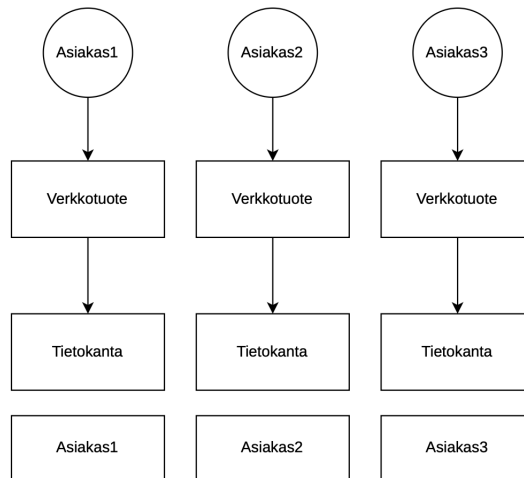 Asiakas1
Asiakas2
Asiakas3
Verkkotuote
Verkkotuote
Verkkotuote
Tietokanta
Tietokanta
Tietokanta
Asiakas1
Asiakas2
Asiakas3